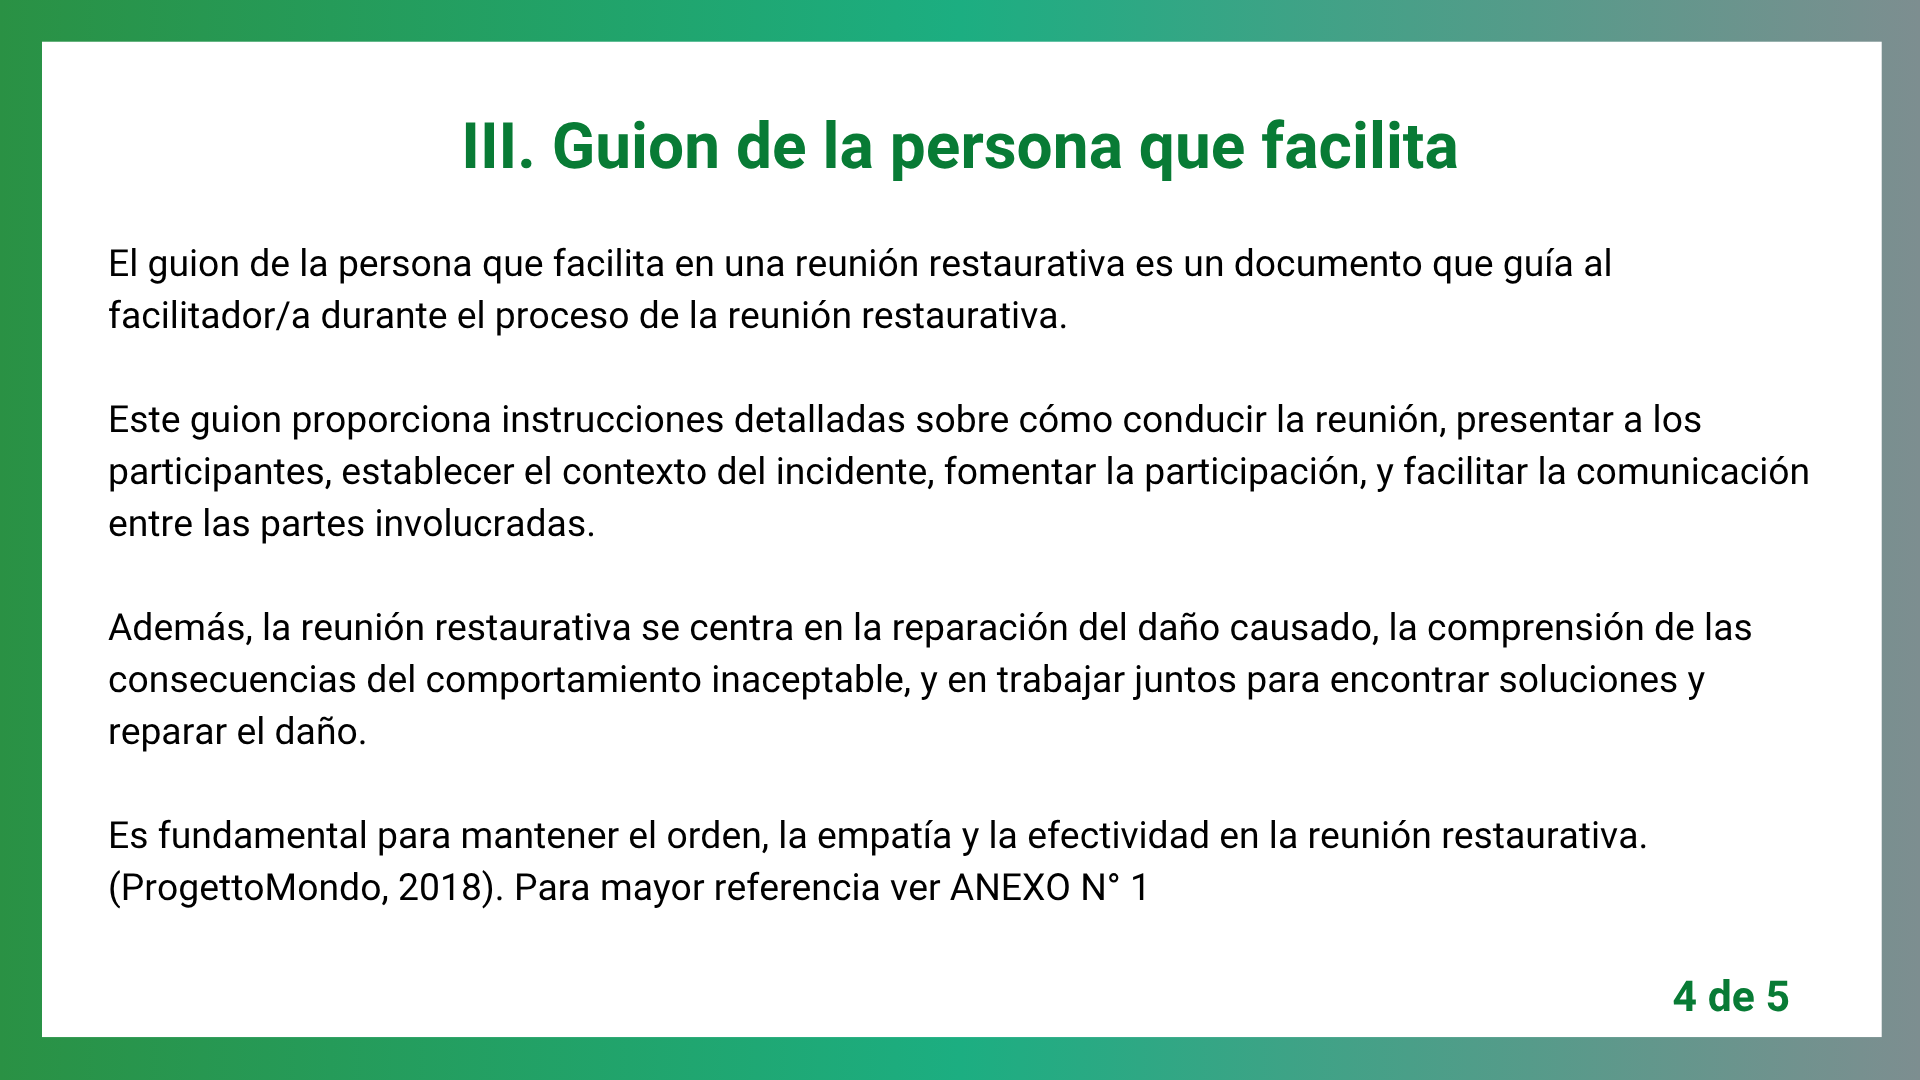 III. Guion de la persona que facilita
El guion de la persona que facilita en una reunión restaurativa es un documento que guía al
facilitador/a durante el proceso de la reunión restaurativa.
Este guion proporciona instrucciones detalladas sobre cómo conducir la reunión, presentar a los
participantes, establecer el contexto del incidente, fomentar la participación, y facilitar la comunicación
entre las partes involucradas.
Además, la reunión restaurativa se centra en la reparación del daño causado, la comprensión de las
consecuencias del comportamiento inaceptable, y en trabajar juntos para encontrar soluciones y
reparar el daño.
Es fundamental para mantener el orden, la empatía y la efectividad en la reunión restaurativa.
(ProgettoMondo, 2018). Para mayor referencia ver ANEXO N° 1
4 de 5